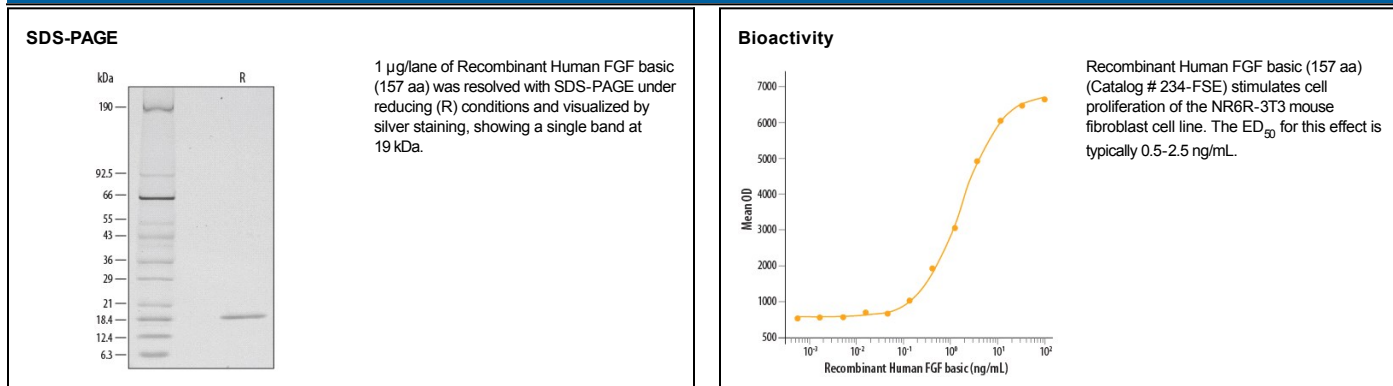 SDS-PAGE
kDa
R
190
92.5
66
55
43
36
29
21
18.4
12.4
6.3
1 µg/lane of Recombinant Human FGF basic
(157 aa) was resolved with SDS-PAGE under
reducing (R) conditions and visualized by
silver staining, showing a single band at
19 kDa.
Bioactivity
Mean OD
7000
6000
5000
4000
3000
2000
1000
500
10⁻³ 10⁻² 10⁻¹ 10⁰ 10¹ 10²
Recombinant Human FGF basic (ng/mL)
Recombinant Human FGF basic (157 aa)
(Catalog # 234-FSE) stimulates cell
proliferation of the NR6R-3T3 mouse
fibroblast cell line. The ED₅₀ for this effect is
typically 0.5-2.5 ng/mL.